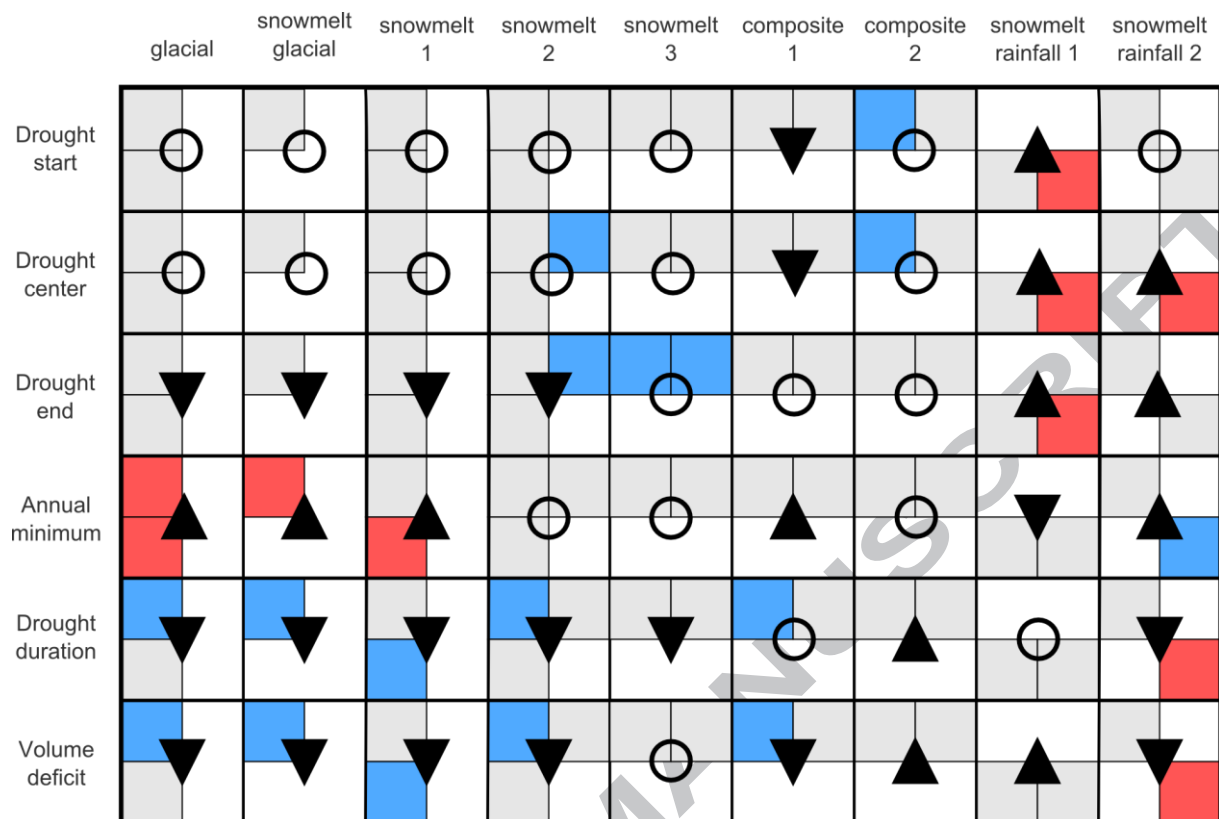 glacial
snowmelt
glacial
snowmelt
1
snowmelt
2
snowmelt
3
composite
1
composite
2
snowmelt
rainfall 1
snowmelt
rainfall 2
Drought
start
Drought
center
Drought
end
Annual
minimum
Drought
duration
Volume
deficit
MANUSCRIPT